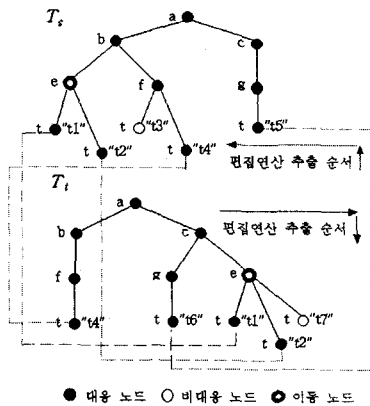 Ts
a
b c
e f g
t "t1" t "t3" t "t5"
t "t2" t "t4"
편집연산 추출 순서
Tt
a
편집연산 추출 순서
b c
f g e
t "t4" t "t6" t "t1" t "t7"
t "t2"
대응 노드 비대응 노드 이동 노드